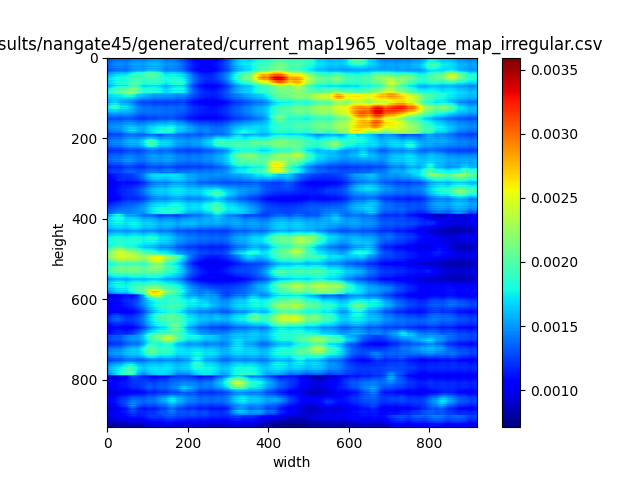 sults/nangate45/generated/current_map1965_voltage_map_irregular.csv
0
200
400
600
800
height
0 200 400 600 800
width
0.0035
0.0030
0.0025
0.0020
0.0015
0.0010